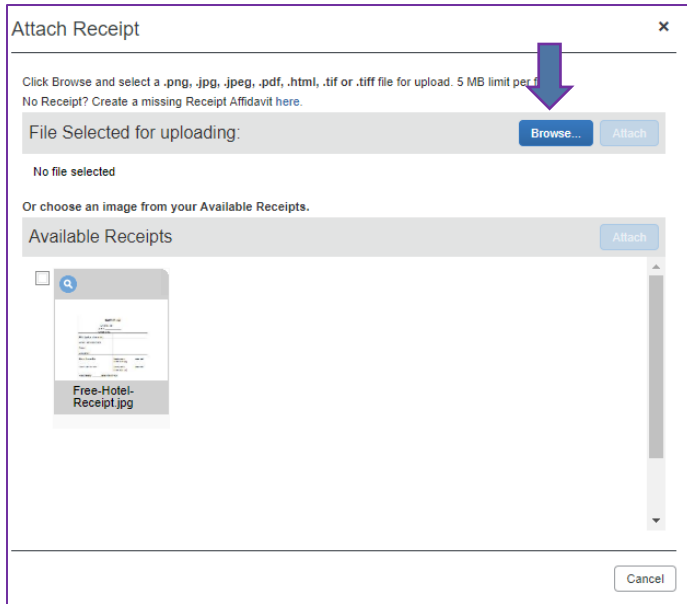 Attach Receipt ×
Click Browse and select a .png, .jpg, .jpeg, .pdf, .html, .tif or .tiff file for upload. 5 MB limit per
No Receipt? Create a missing Receipt Affidavit here.
File Selected for uploading:
Browse...
Attach
No file selected
Or choose an image from your Available Receipts.
Available Receipts
Attach
Free-Hotel-
Receipt.jpg
Cancel